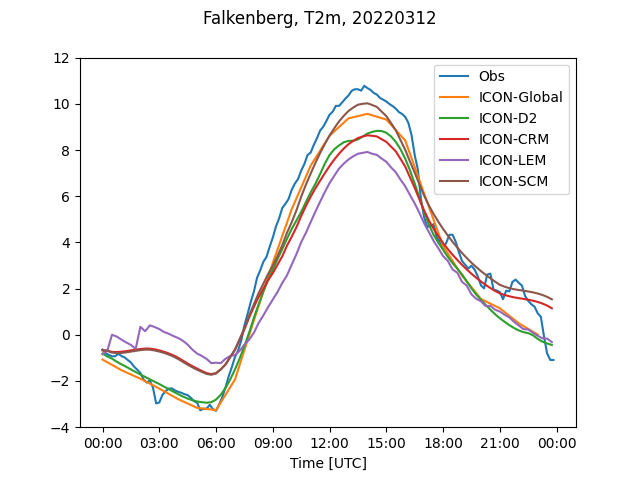 Falkenberg, T2m, 20220312
12
10
8
6
4
2
0
−2
−4
Obs
ICON-Global
ICON-D2
ICON-CRM
ICON-LEM
ICON-SCM
00:00 03:00 06:00 09:00 12:00 15:00 18:00 21:00 00:00
Time [UTC]